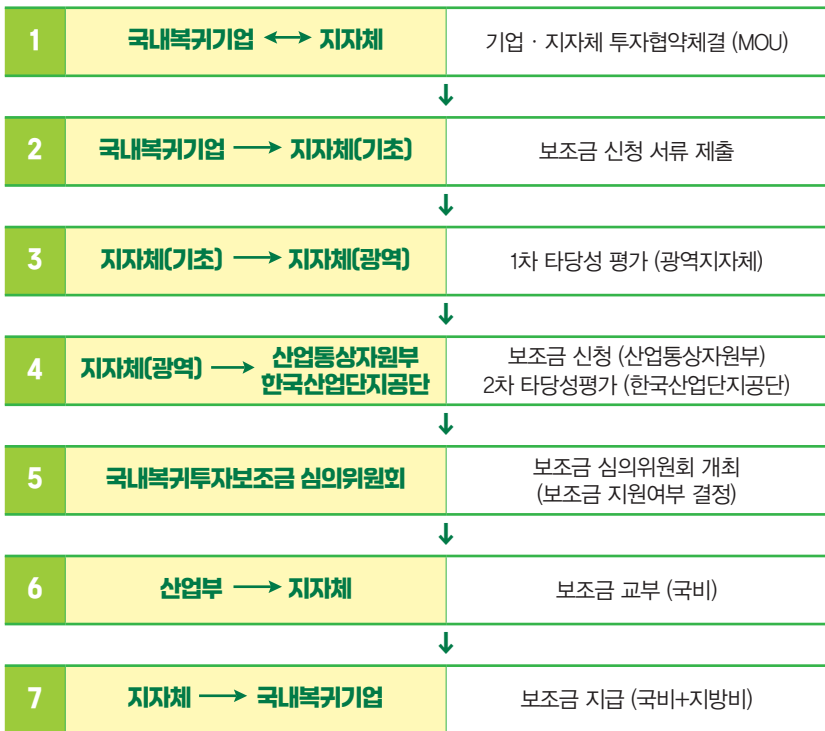 1 국내복귀기업 ↔ 지자체 기업 · 지자체 투자협약체결 (MOU)
2 국내복귀기업 → 지자체(기초) 보조금 신청 서류 제출
3 지자체(기초) → 지자체(광역) 1차 타당성 평가 (광역지자체)
4 지자체(광역) → 산업통상자원부 한국산업단지공단 보조금 신청 (산업통상자원부)
2차 타당성평가 (한국산업단지공단)
5 국내복귀투자보조금 심의위원회 보조금 심의위원회 개최
(보조금 지원여부 결정)
6 산업부 → 지자체 보조금 교부 (국비)
7 지자체 → 국내복귀기업 보조금 지급 (국비+지방비)